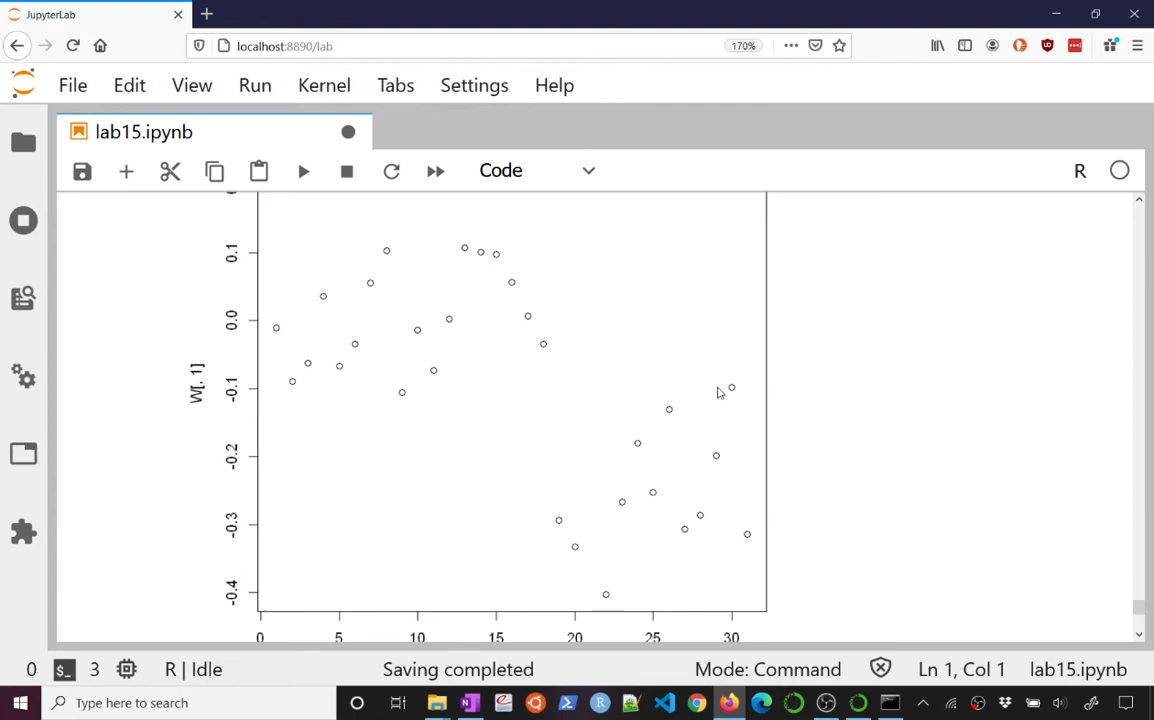 JupyterLab
localhost:8890/lab
170%
File Edit View Run Kernel Tabs Settings Help
lab15.ipynb
Code
R
0.1
0.0
-0.1
-0.2
-0.3
-0.4
W[, 1]
0 5 10 15 20 25 30
0 3 R | Idle Saving completed Mode: Command Ln 1, Col 1 lab15.ipynb
Type here to search